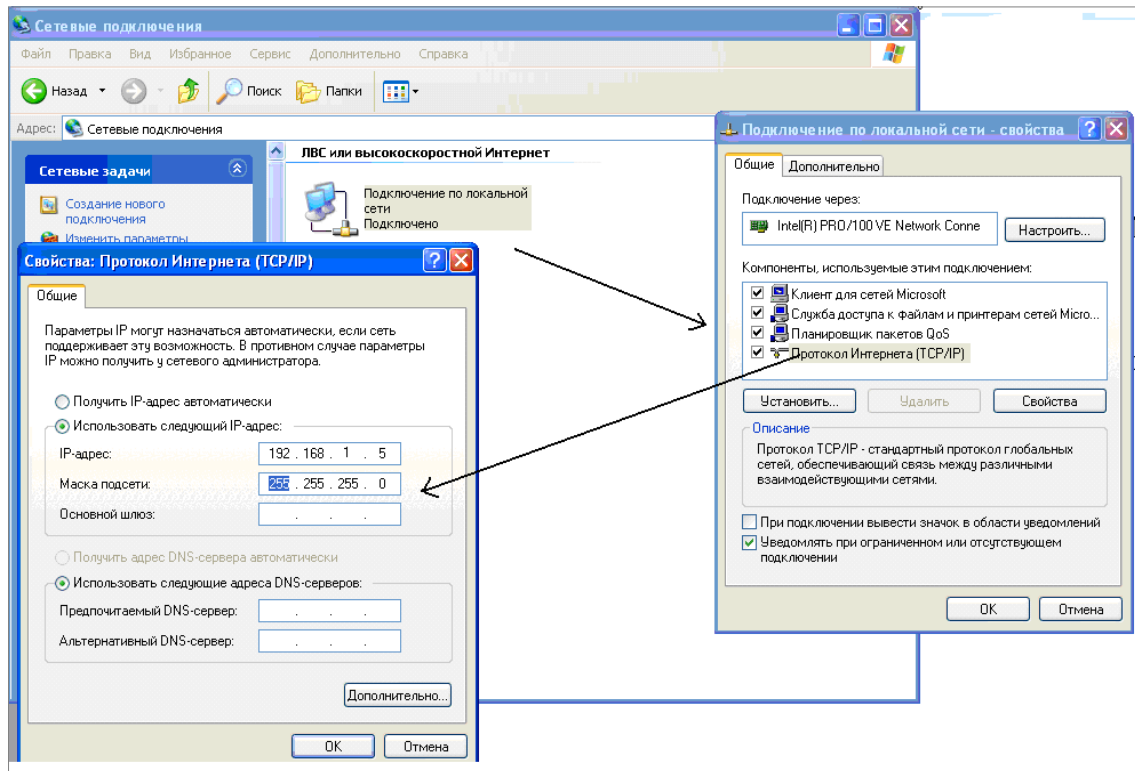 Сетевые подключения
Файл Правка Вид Избранное Сервис Дополнительно Справка
Назад Поиск Папки
Адрес: Сетевые подключения
Сетевые задачи
Создание нового
подключения
Изменить параметры
ЛВС или высокоскоростной Интернет
Подключение по локальной
сети
Подключено
Подключение по локальной сети - свойства
Общие Дополнительно
Подключение через:
Intel(R) PRO/100 VE Network Conne Настроить...
Компоненты, используемые этим подключением:
Клиент для сетей Microsoft
Служба доступа к файлам и принтерам сетей Micro...
Планировщик пакетов QoS
Протокол Интернета (TCP/IP)
Установить... Удалить Свойства
Описание
Протокол TCP/IP - стандартный протокол глобальных
сетей, обеспечивающий связь между различными
взаимодействующими сетями.
При подключении вывести значок в области уведомлений
Уведомлять при ограниченном или отсутствующем
подключении
OK Отмена
Свойства: Протокол Интернета (TCP/IP)
Общие
Параметры IP могут назначаться автоматически, если сеть
поддерживает эту возможность. В противном случае параметры
IP можно получить у сетевого администратора.
Получить IP-адрес автоматически
Использовать следующий IP-адрес:
IP-адрес: 192 . 168 . 1 . 5
Маска подсети: 255 . 255 . 255 . 0
Основной шлюз: . . .
Получить адрес DNS-сервера автоматически
Использовать следующие адреса DNS-серверов:
Предпочитаемый DNS-сервер: . . .
Альтернативный DNS-сервер: . . .
Дополнительно...
OK Отмена